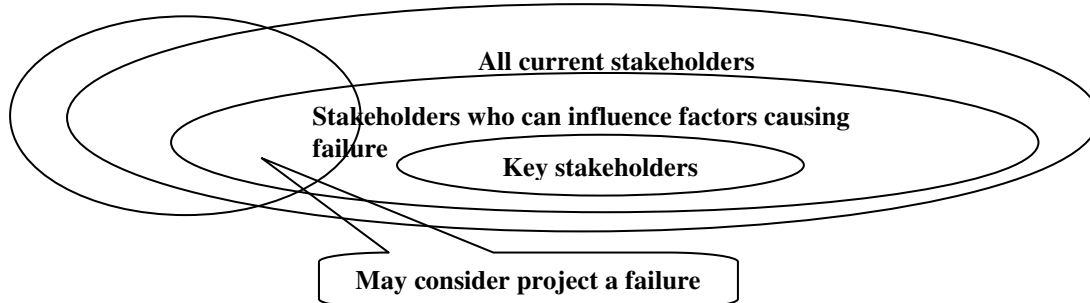 All current stakeholders
Stakeholders who can influence factors causing
failure
Key stakeholders
May consider project a failure